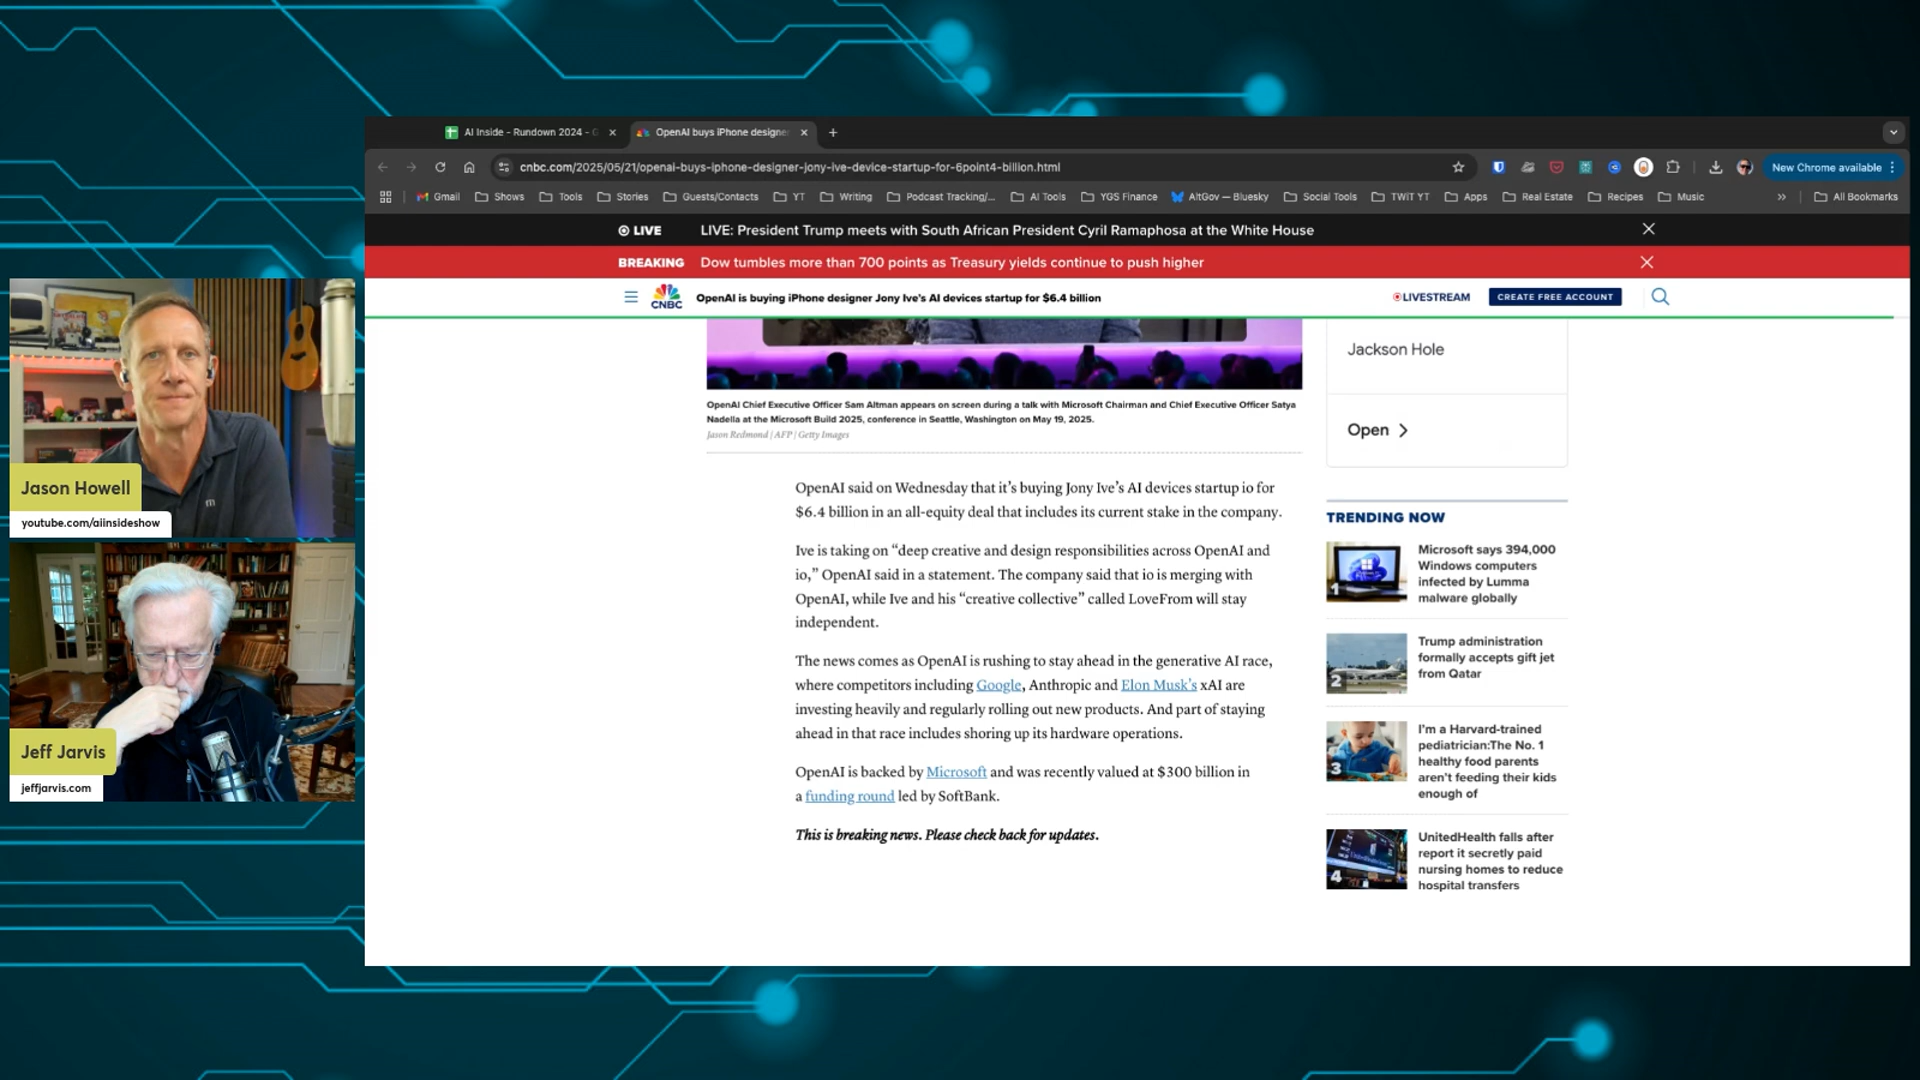 AI Inside - Rundown 2024 - G
OpenAI buys iPhone designer
cnbc.com/2025/05/21/openai-buys-iphone-designer-jony-ive-device-startup-for-6point4-billion.html
New Chrome available
Gmail
Shows
Tools
Stories
Guests/Contacts
YT
Writing
Podcast Tracking/...
AI Tools
YGS Finance
AltGov — Bluesky
Social Tools
TWiT YT
Apps
Real Estate
Recipes
Music
All Bookmarks
LIVE
LIVE: President Trump meets with South African President Cyril Ramaphosa at the White House
BREAKING
Dow tumbles more than 700 points as Treasury yields continue to push higher
CNBC
OpenAI is buying iPhone designer Jony Ive's AI devices startup for $6.4 billion
LIVESTREAM
CREATE FREE ACCOUNT
OpenAI Chief Executive Officer Sam Altman appears on screen during a talk with Microsoft Chairman and Chief Executive Officer Satya
Nadella at the Microsoft Build 2025, conference in Seattle, Washington on May 19, 2025.
Jason Redmond | AFP | Getty Images
OpenAI said on Wednesday that it's buying Jony Ive's AI devices startup io for
$6.4 billion in an all-equity deal that includes its current stake in the company.
Ive is taking on “deep creative and design responsibilities across OpenAI and
io,” OpenAI said in a statement. The company said that io is merging with
OpenAI, while Ive and his “creative collective” called LoveFrom will stay
independent.
The news comes as OpenAI is rushing to stay ahead in the generative AI race,
where competitors including Google, Anthropic and Elon Musk's xAI are
investing heavily and regularly rolling out new products. And part of staying
ahead in that race includes shoring up its hardware operations.
OpenAI is backed by Microsoft and was recently valued at $300 billion in
a funding round led by SoftBank.
This is breaking news. Please check back for updates.
Jackson Hole
Open
TRENDING NOW
1
Microsoft says 394,000
Windows computers
infected by Lumma
malware globally
2
Trump administration
formally accepts gift jet
from Qatar
3
I'm a Harvard-trained
pediatrician:The No. 1
healthy food parents
aren't feeding their kids
enough of
4
UnitedHealth falls after
report it secretly paid
nursing homes to reduce
hospital transfers
Jason Howell
youtube.com/aiinsideshow
Jeff Jarvis
jeffjarvis.com